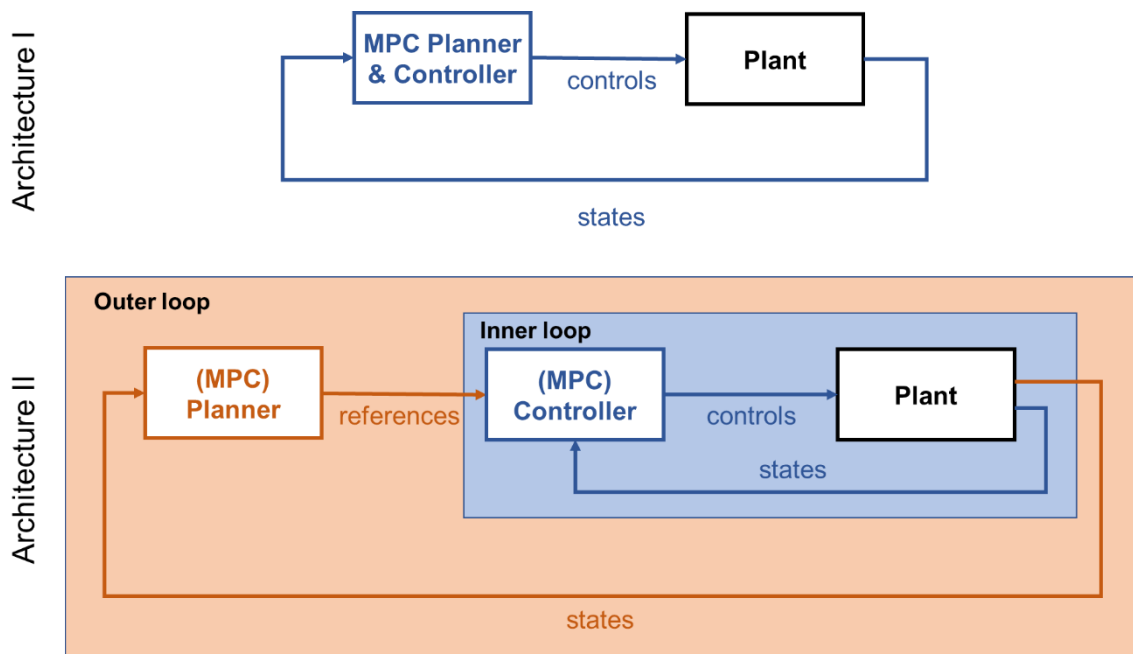 Architecture I
MPC Planner
& Controller
controls
Plant
states
Architecture II
Outer loop
Inner loop
(MPC)
Planner
references
(MPC)
Controller
controls
Plant
states
states